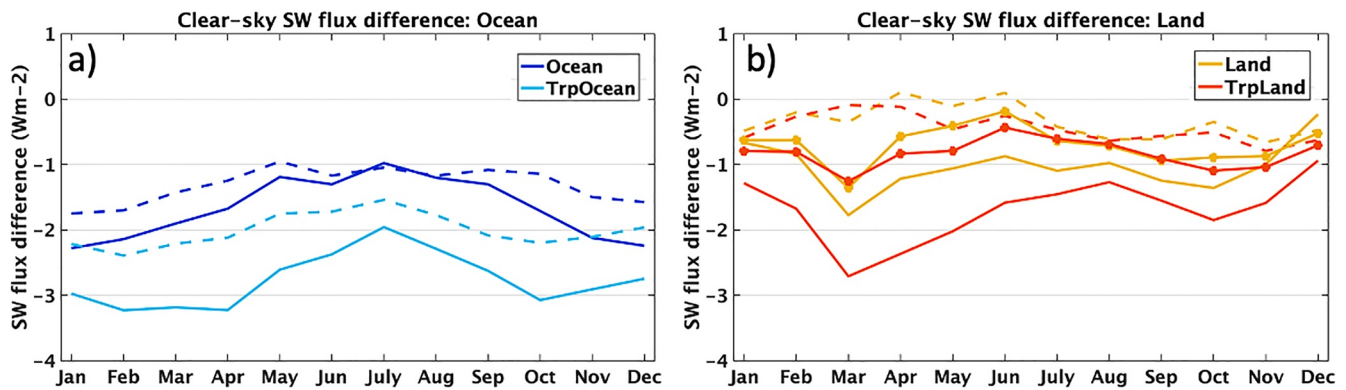 Clear-sky SW flux difference: Ocean
a)
Ocean
TrpOcean
SW flux difference (Wm-2)
1
0
-1
-2
-3
-4
Jan Feb Mar Apr May Jun July Aug Sep Oct Nov Dec
Clear-sky SW flux difference: Land
b)
Land
TrpLand
SW flux difference (Wm-2)
1
0
-1
-2
-3
-4
Jan Feb Mar Apr May Jun July Aug Sep Oct Nov Dec